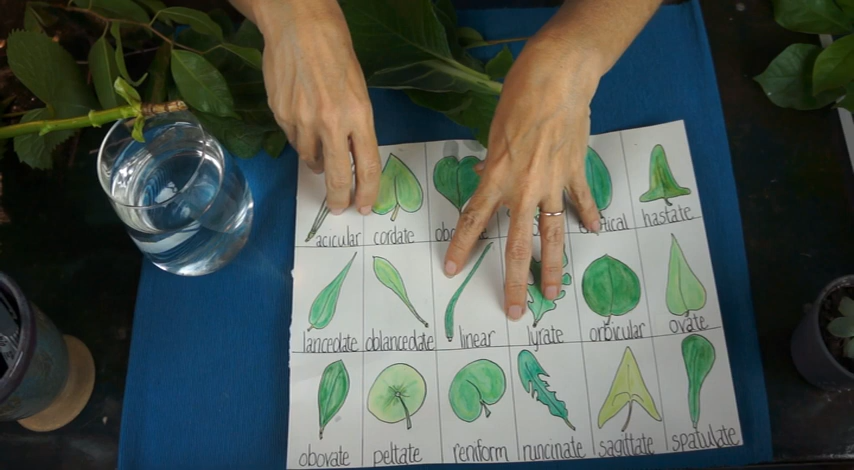 acicular cordate hastate
lanceolate oblanceolate linear lyrate orbicular ovate
obovate peltate reniform runcinate sagittate spatulate